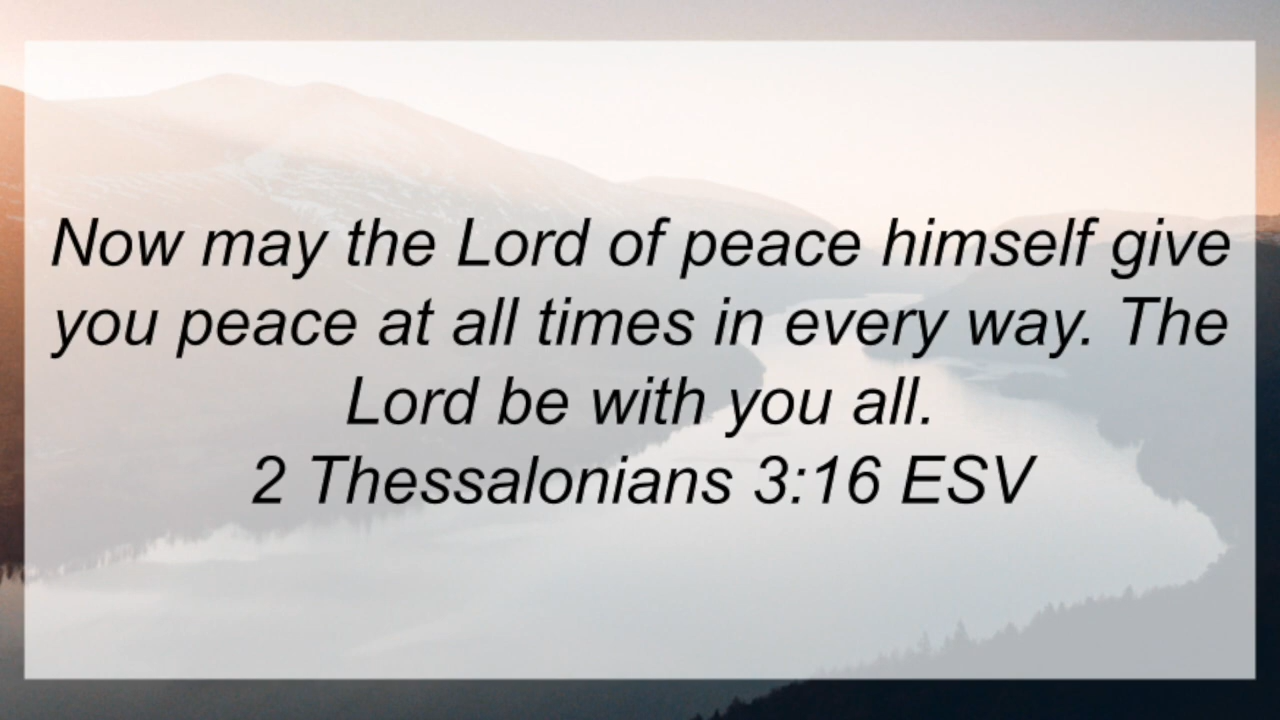 Now may the Lord of peace himself give
you peace at all times in every way. The
Lord be with you all.
2 Thessalonians 3:16 ESV